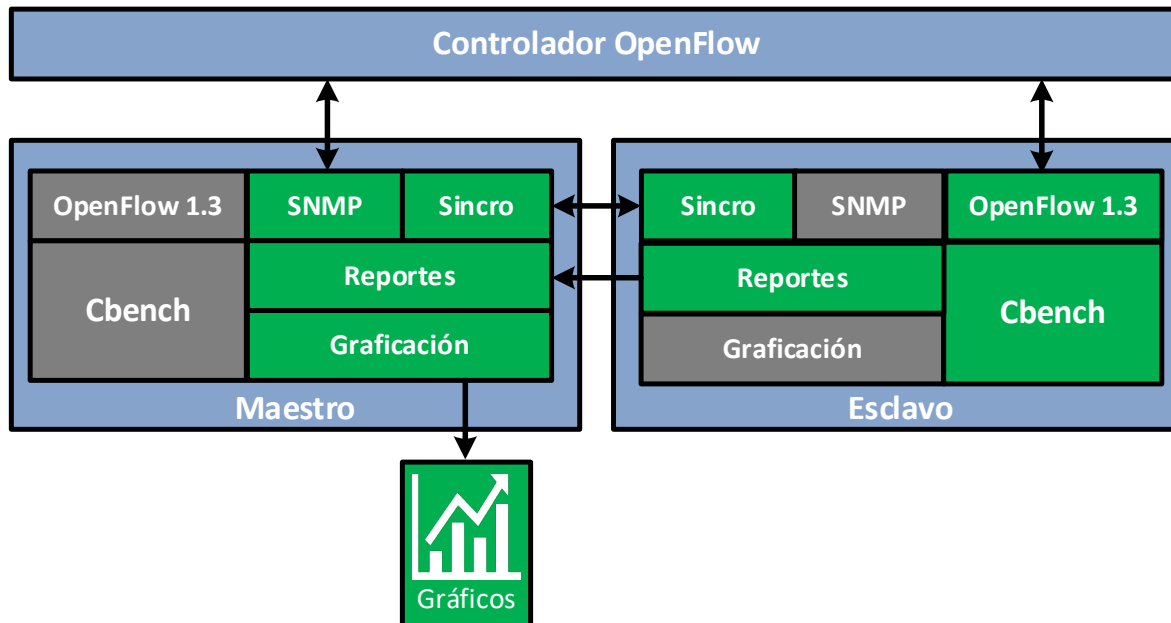 Controlador OpenFlow
OpenFlow 1.3
SNMP
Sincro
Cbench
Reportes
Graficación
Maestro
Sincro
SNMP
OpenFlow 1.3
Reportes
Cbench
Graficación
Esclavo
Gráficos